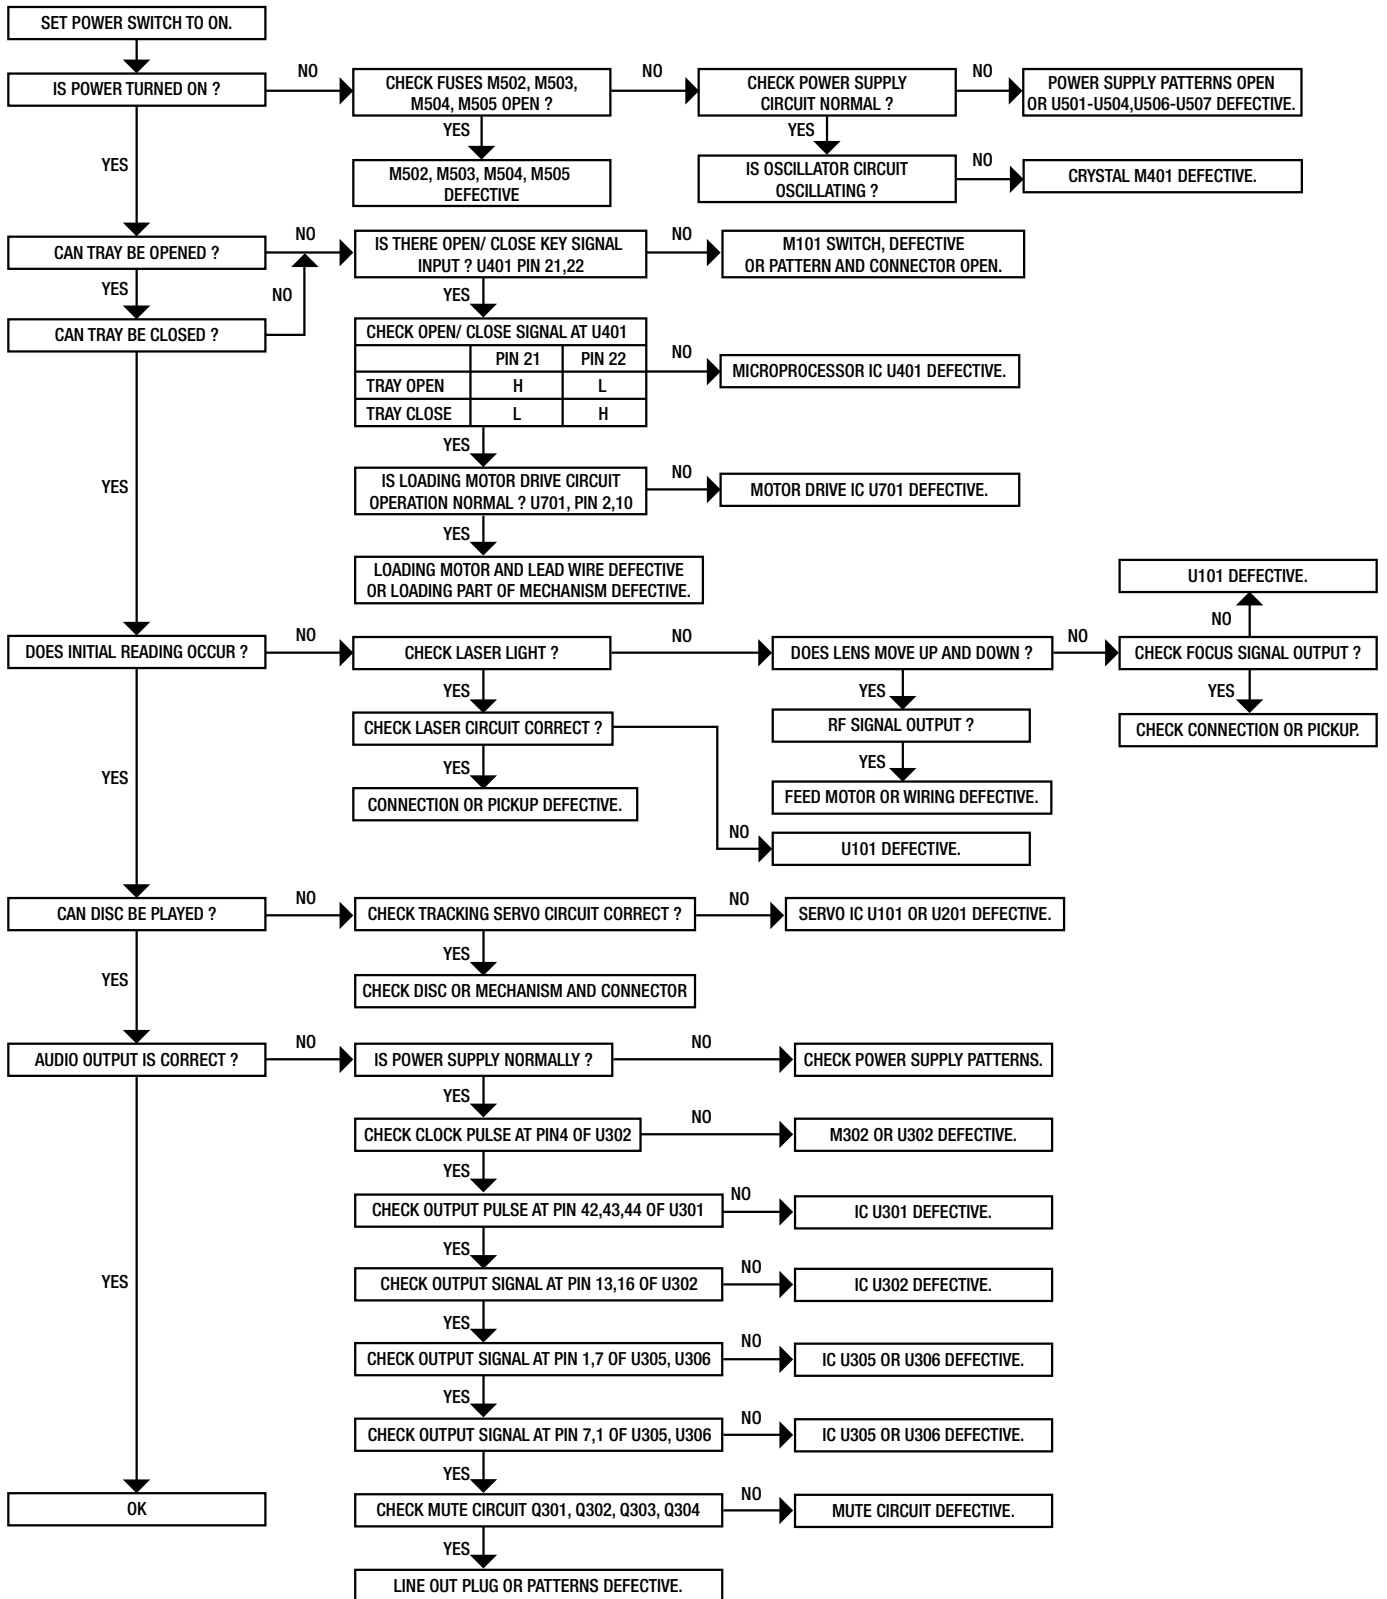 SET POWER SWITCH TO ON.
IS POWER TURNED ON ?
NO
CHECK FUSES M502, M503,
M504, M505 OPEN ?
NO
CHECK POWER SUPPLY
CIRCUIT NORMAL ?
NO
POWER SUPPLY PATTERNS OPEN
OR U501-U504,U506-U507 DEFECTIVE.
YES
YES
YES
M502, M503, M504, M505
DEFECTIVE
IS OSCILLATOR CIRCUIT
OSCILLATING ?
NO
CRYSTAL M401 DEFECTIVE.
CAN TRAY BE OPENED ?
NO
IS THERE OPEN/ CLOSE KEY SIGNAL
INPUT ? U401 PIN 21,22
NO
M101 SWITCH, DEFECTIVE
OR PATTERN AND CONNECTOR OPEN.
YES
NO
YES
CAN TRAY BE CLOSED ?
CHECK OPEN/ CLOSE SIGNAL AT U401
PIN 21 PIN 22
TRAY OPEN H L
TRAY CLOSE L H
NO
MICROPROCESSOR IC U401 DEFECTIVE.
YES
YES
IS LOADING MOTOR DRIVE CIRCUIT
OPERATION NORMAL ? U701, PIN 2,10
NO
MOTOR DRIVE IC U701 DEFECTIVE.
YES
LOADING MOTOR AND LEAD WIRE DEFECTIVE
OR LOADING PART OF MECHANISM DEFECTIVE.
U101 DEFECTIVE.
NO
DOES INITIAL READING OCCUR ?
NO
CHECK LASER LIGHT ?
NO
DOES LENS MOVE UP AND DOWN ?
NO
CHECK FOCUS SIGNAL OUTPUT ?
YES
YES
YES
CHECK LASER CIRCUIT CORRECT ?
RF SIGNAL OUTPUT ?
CHECK CONNECTION OR PICKUP.
YES
YES
YES
CONNECTION OR PICKUP DEFECTIVE.
FEED MOTOR OR WIRING DEFECTIVE.
NO
U101 DEFECTIVE.
CAN DISC BE PLAYED ?
NO
CHECK TRACKING SERVO CIRCUIT CORRECT ?
NO
SERVO IC U101 OR U201 DEFECTIVE.
YES
YES
CHECK DISC OR MECHANISM AND CONNECTOR
AUDIO OUTPUT IS CORRECT ?
NO
IS POWER SUPPLY NORMALLY ?
NO
CHECK POWER SUPPLY PATTERNS.
YES
CHECK CLOCK PULSE AT PIN4 OF U302
NO
M302 OR U302 DEFECTIVE.
YES
CHECK OUTPUT PULSE AT PIN 42,43,44 OF U301
NO
IC U301 DEFECTIVE.
YES
YES
CHECK OUTPUT SIGNAL AT PIN 13,16 OF U302
NO
IC U302 DEFECTIVE.
YES
CHECK OUTPUT SIGNAL AT PIN 1,7 OF U305, U306
NO
IC U305 OR U306 DEFECTIVE.
YES
CHECK OUTPUT SIGNAL AT PIN 7,1 OF U305, U306
NO
IC U305 OR U306 DEFECTIVE.
YES
OK
CHECK MUTE CIRCUIT Q301, Q302, Q303, Q304
NO
MUTE CIRCUIT DEFECTIVE.
YES
LINE OUT PLUG OR PATTERNS DEFECTIVE.